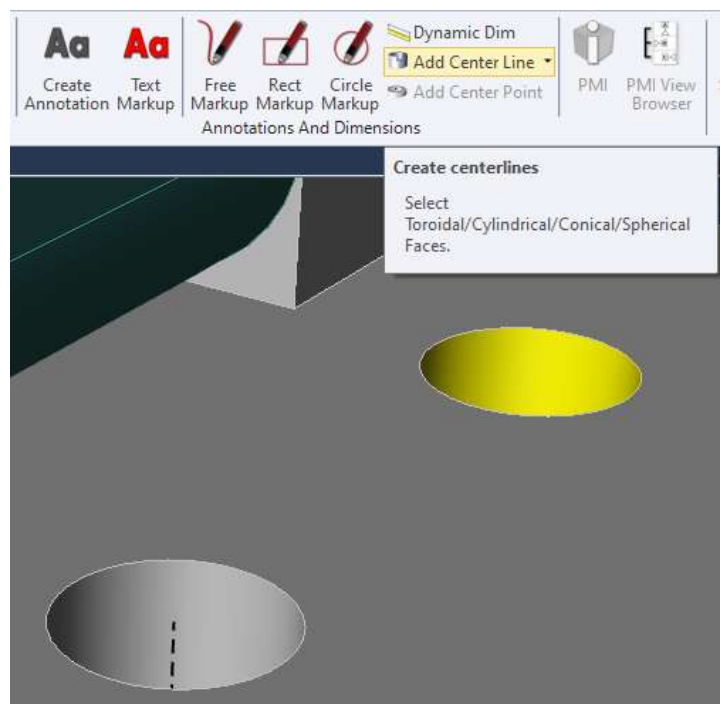 Aa Aa
Dynamic Dim
Add Center Line
Add Center Point
Create
Annotation
Text
Markup
Free
Markup
Rect
Markup
Circle
Markup
PMI
PMI View
Browser
Annotations And Dimensions
Create centerlines
Select
Toroidal/Cylindrical/Conical/Spherical
Faces.